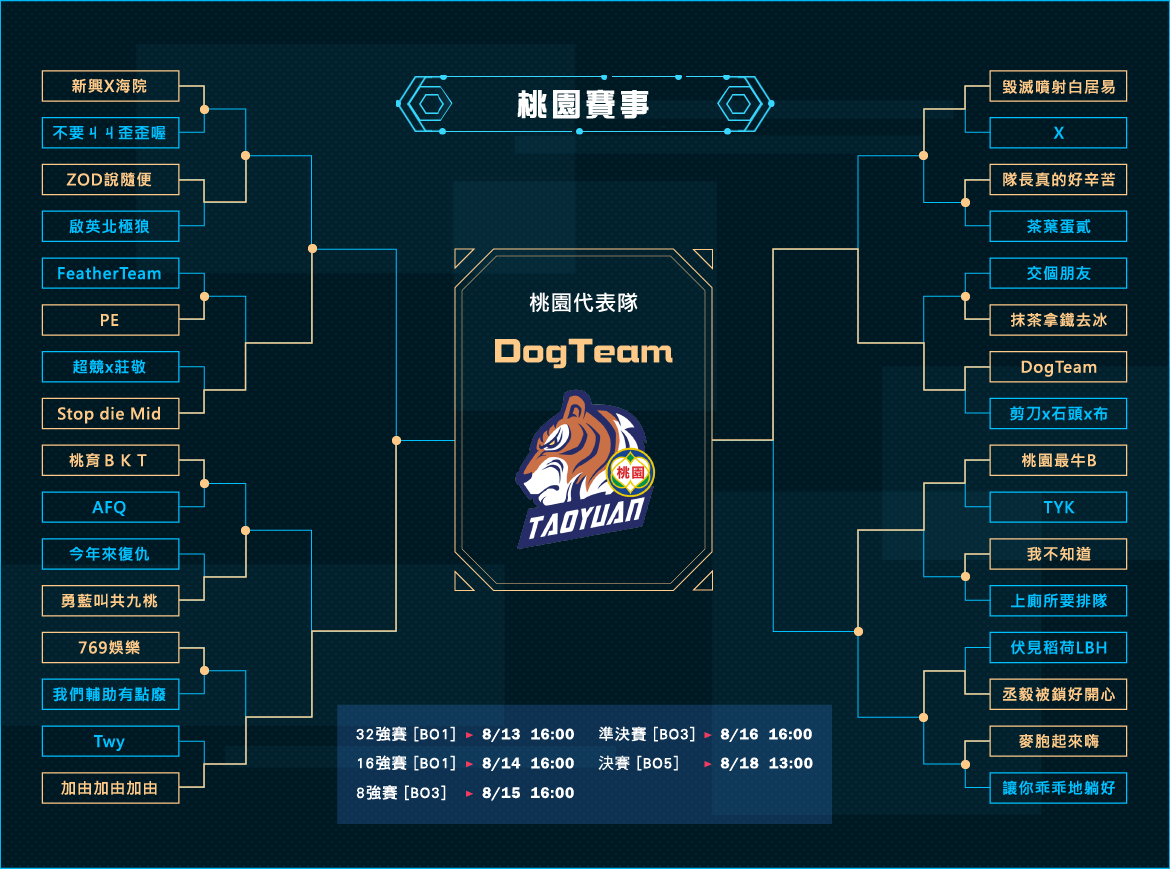 桃園賽事
新興X海院
不要ㄐㄐ歪歪喔
ZOD說隨便
啟英北極狼
FeatherTeam
PE
超競x莊敬
Stop die Mid
桃育ＢＫＴ
AFQ
今年來復仇
勇藍叫共九桃
769娛樂
我們輔助有點廢
Twy
加由加由加由
桃園代表隊
DogTeam
桃園
TAOYUAN
32強賽 [BO1] ► 8/13 16:00
16強賽 [BO1] ► 8/14 16:00
8強賽 [BO3] ► 8/15 16:00
準決賽 [BO3] ► 8/16 16:00
決賽 [BO5] ► 8/18 13:00
毀滅噴射白居易
X
隊長真的好辛苦
茶葉蛋貳
交個朋友
抹茶拿鐵去冰
DogTeam
剪刀x石頭x布
桃園最牛B
TYK
我不知道
上廁所要排隊
伏見稻荷LBH
丞毅被鎖好開心
麥胞起來嗨
讓你乖乖地躺好